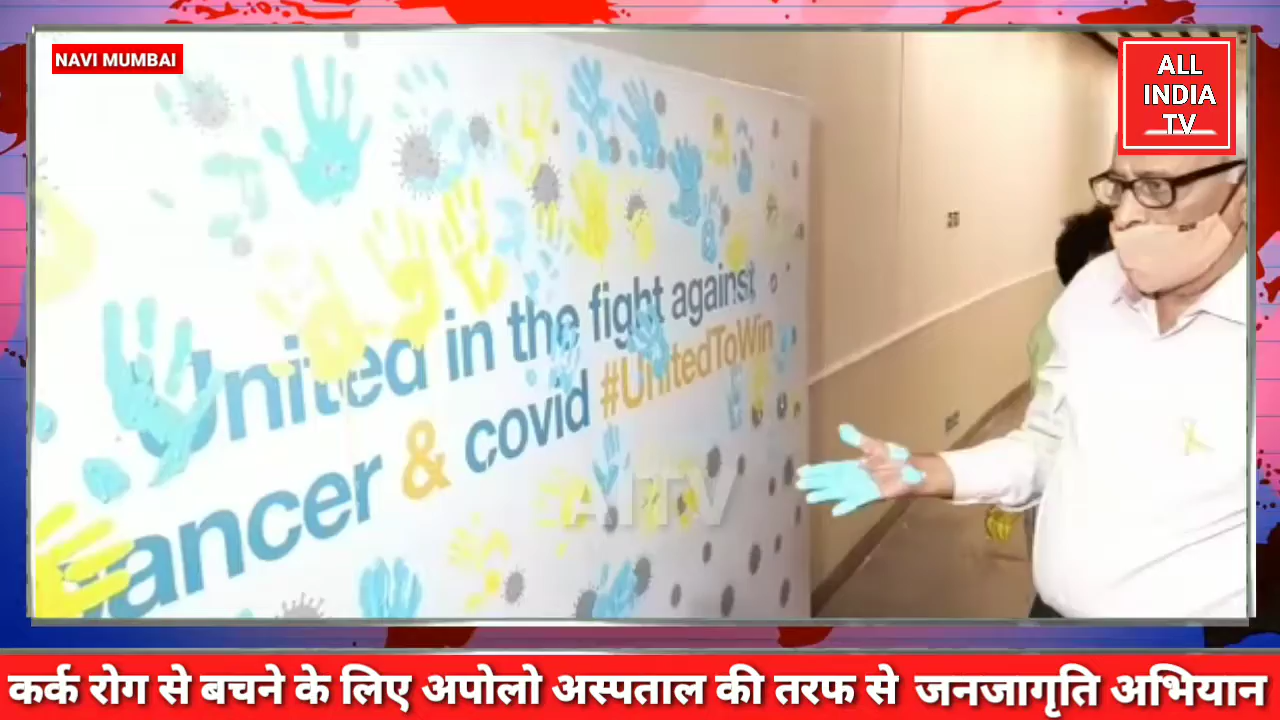 NAVI MUMBAI
ALL
INDIA
TV
United in the fight against
cancer & covid #UnitedToWin
AITV
कर्क रोग से बचने के लिए अपोलो अस्पताल की तरफ से जनजागृति अभियान